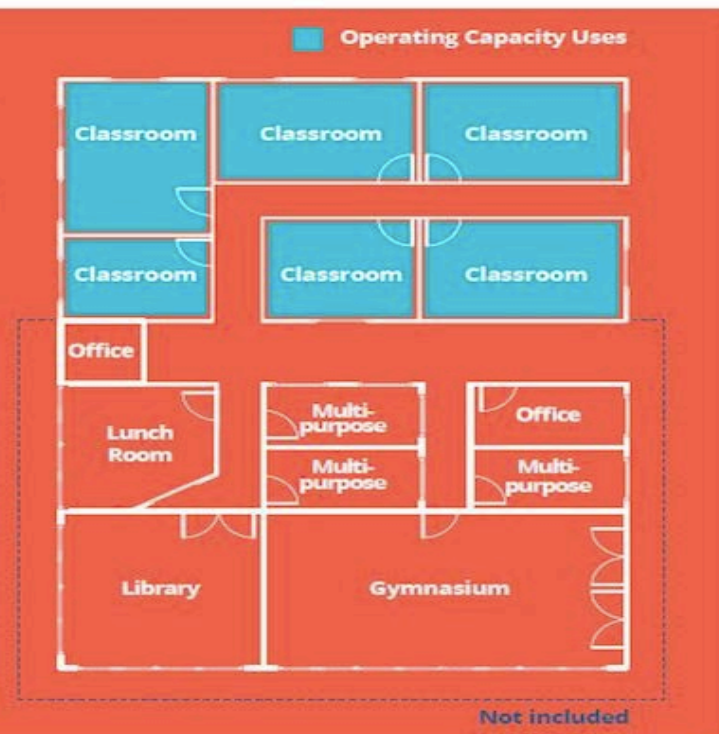 Operating Capacity Uses
Classroom
Classroom
Classroom
Classroom
Classroom
Classroom
Office
Lunch
Room
Multi-
purpose
Office
Multi-
purpose
Multi-
purpose
Library
Gymnasium
Not included